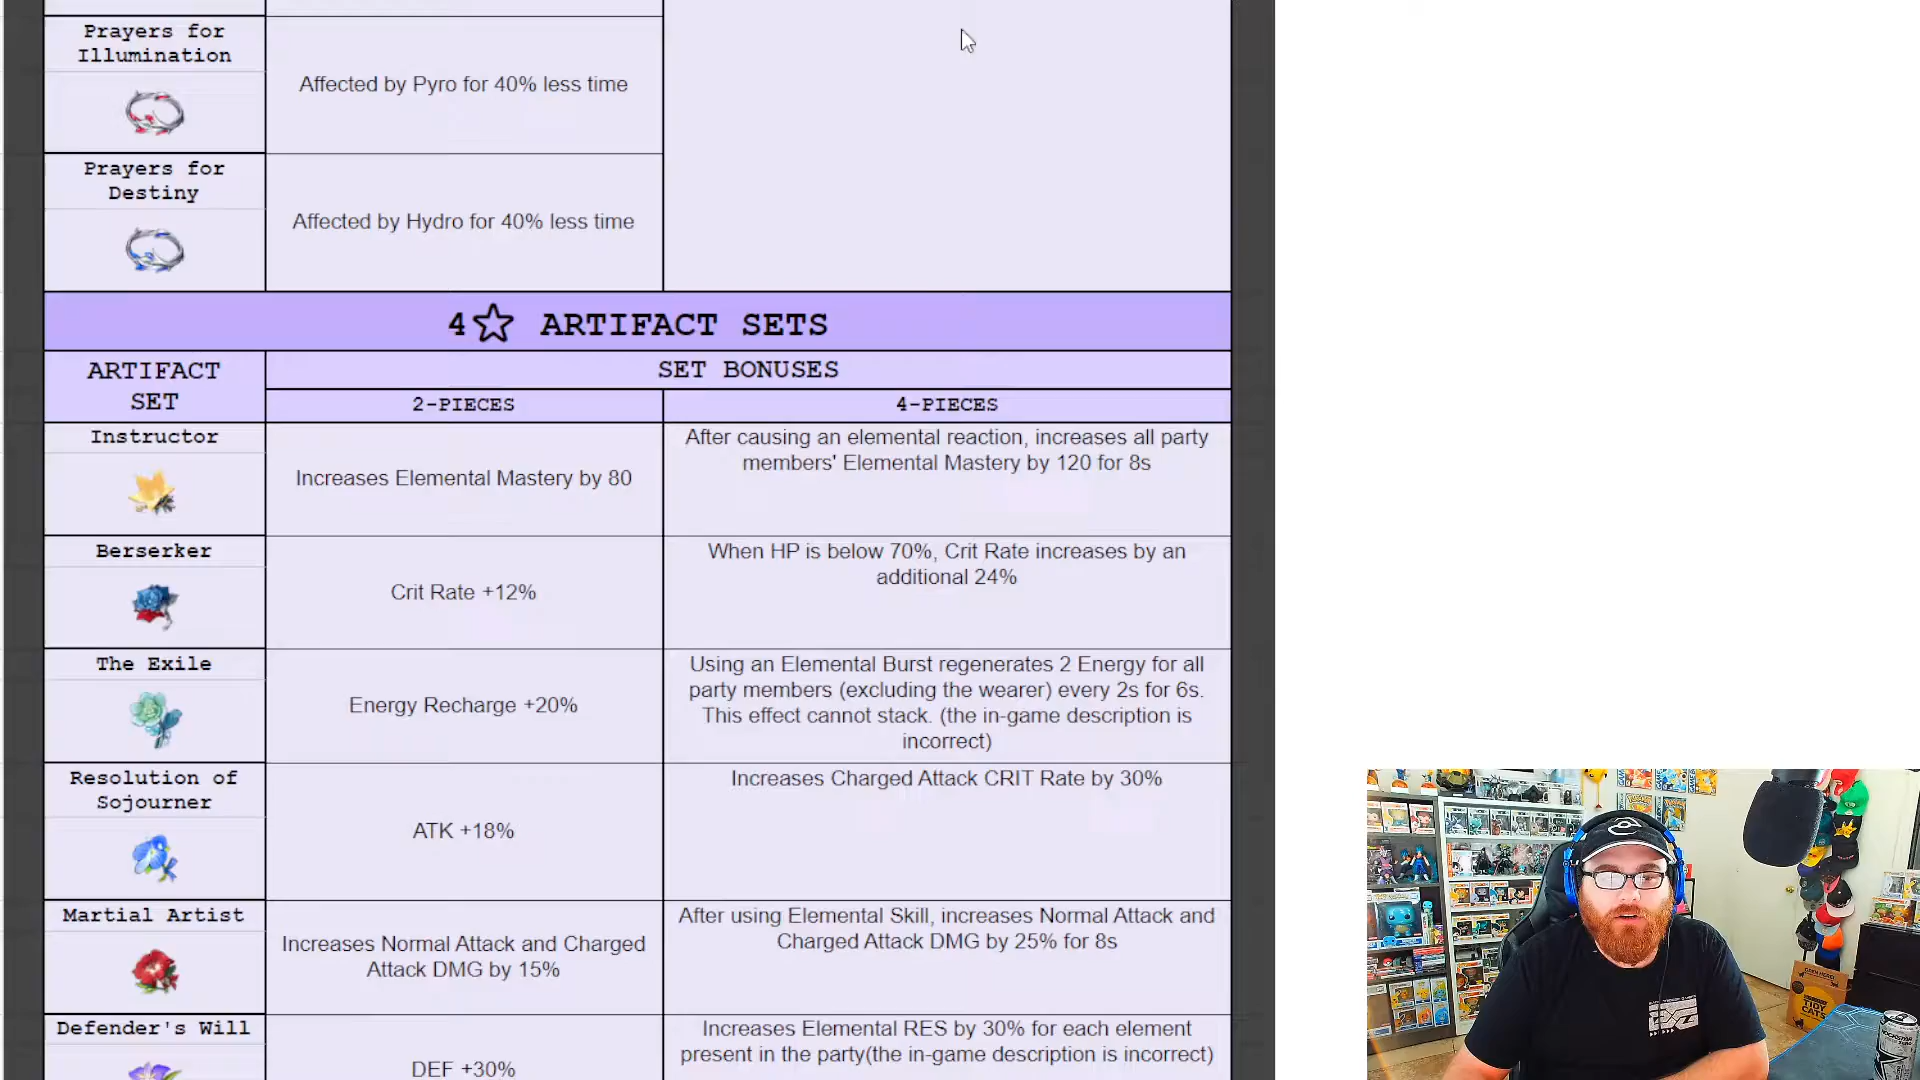 Prayers for
Illumination
Affected by Pyro for 40% less time
Prayers for
Destiny
Affected by Hydro for 40% less time
4☆ ARTIFACT SETS
ARTIFACT
SET
SET BONUSES
2-PIECES
4-PIECES
Instructor
Increases Elemental Mastery by 80
After causing an elemental reaction, increases all party
members' Elemental Mastery by 120 for 8s
Berserker
Crit Rate +12%
When HP is below 70%, Crit Rate increases by an
additional 24%
The Exile
Energy Recharge +20%
Using an Elemental Burst regenerates 2 Energy for all
party members (excluding the wearer) every 2s for 6s.
This effect cannot stack. (the in-game description is
incorrect)
Resolution of
Sojourner
ATK +18%
Increases Charged Attack CRIT Rate by 30%
Martial Artist
Increases Normal Attack and Charged
Attack DMG by 15%
After using Elemental Skill, increases Normal Attack and
Charged Attack DMG by 25% for 8s
Defender's Will
DEF +30%
Increases Elemental RES by 30% for each element
present in the party(the in-game description is incorrect)
TIDY
CATS